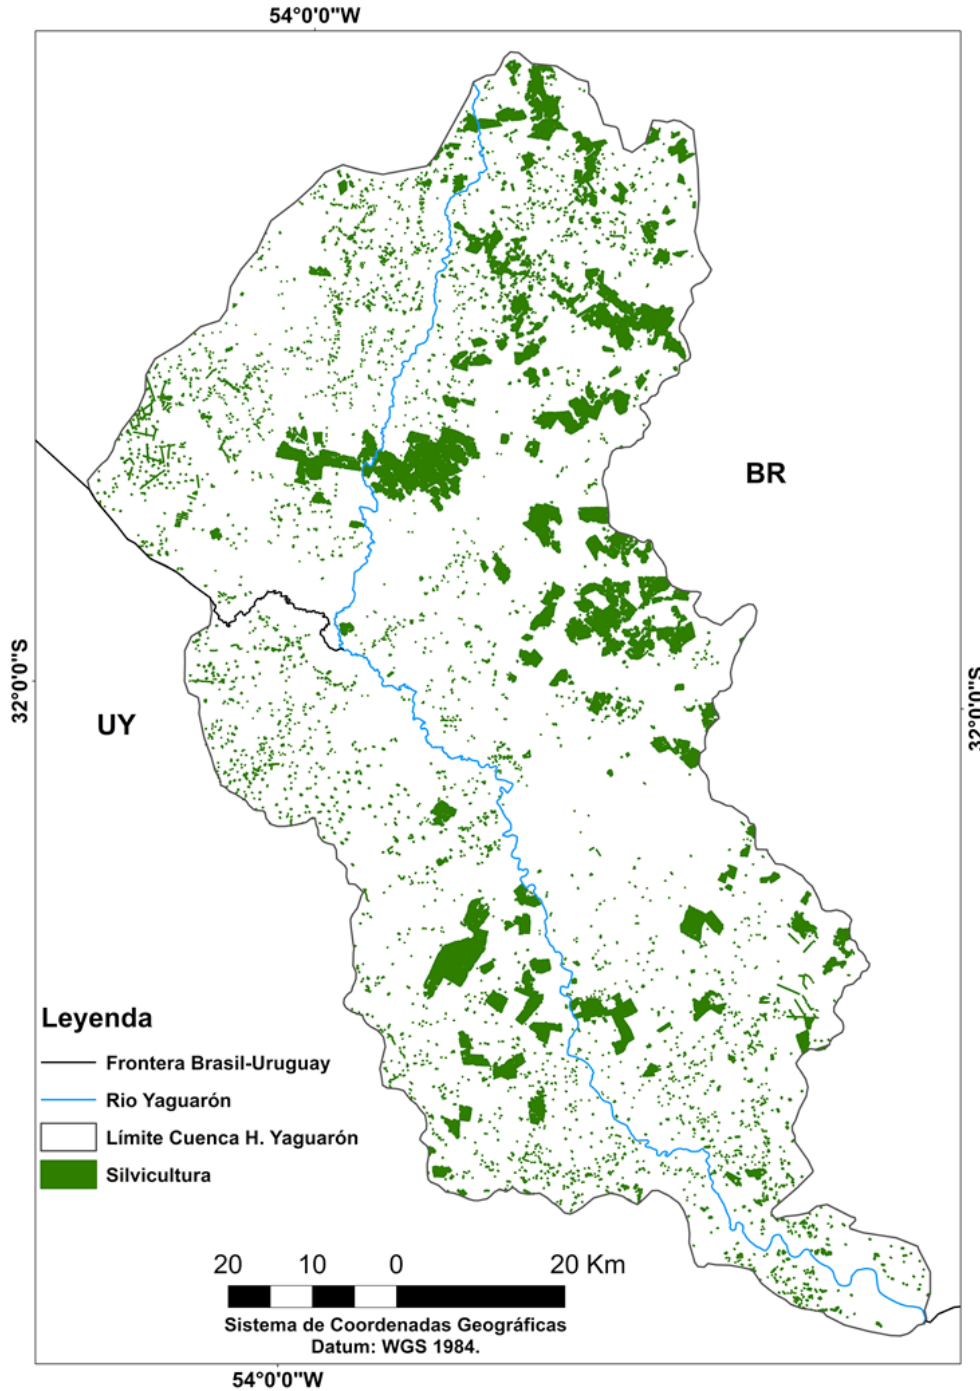 54°0'0"W
BR
32°0'0"S
32°0'0"S
UY
Leyenda
Frontera Brasil-Uruguay
Rio Yaguarón
Límite Cuenca H. Yaguarón
Silvicultura
20 10 0 20 Km
Sistema de Coordenadas Geográficas
Datum: WGS 1984.
54°0'0"W